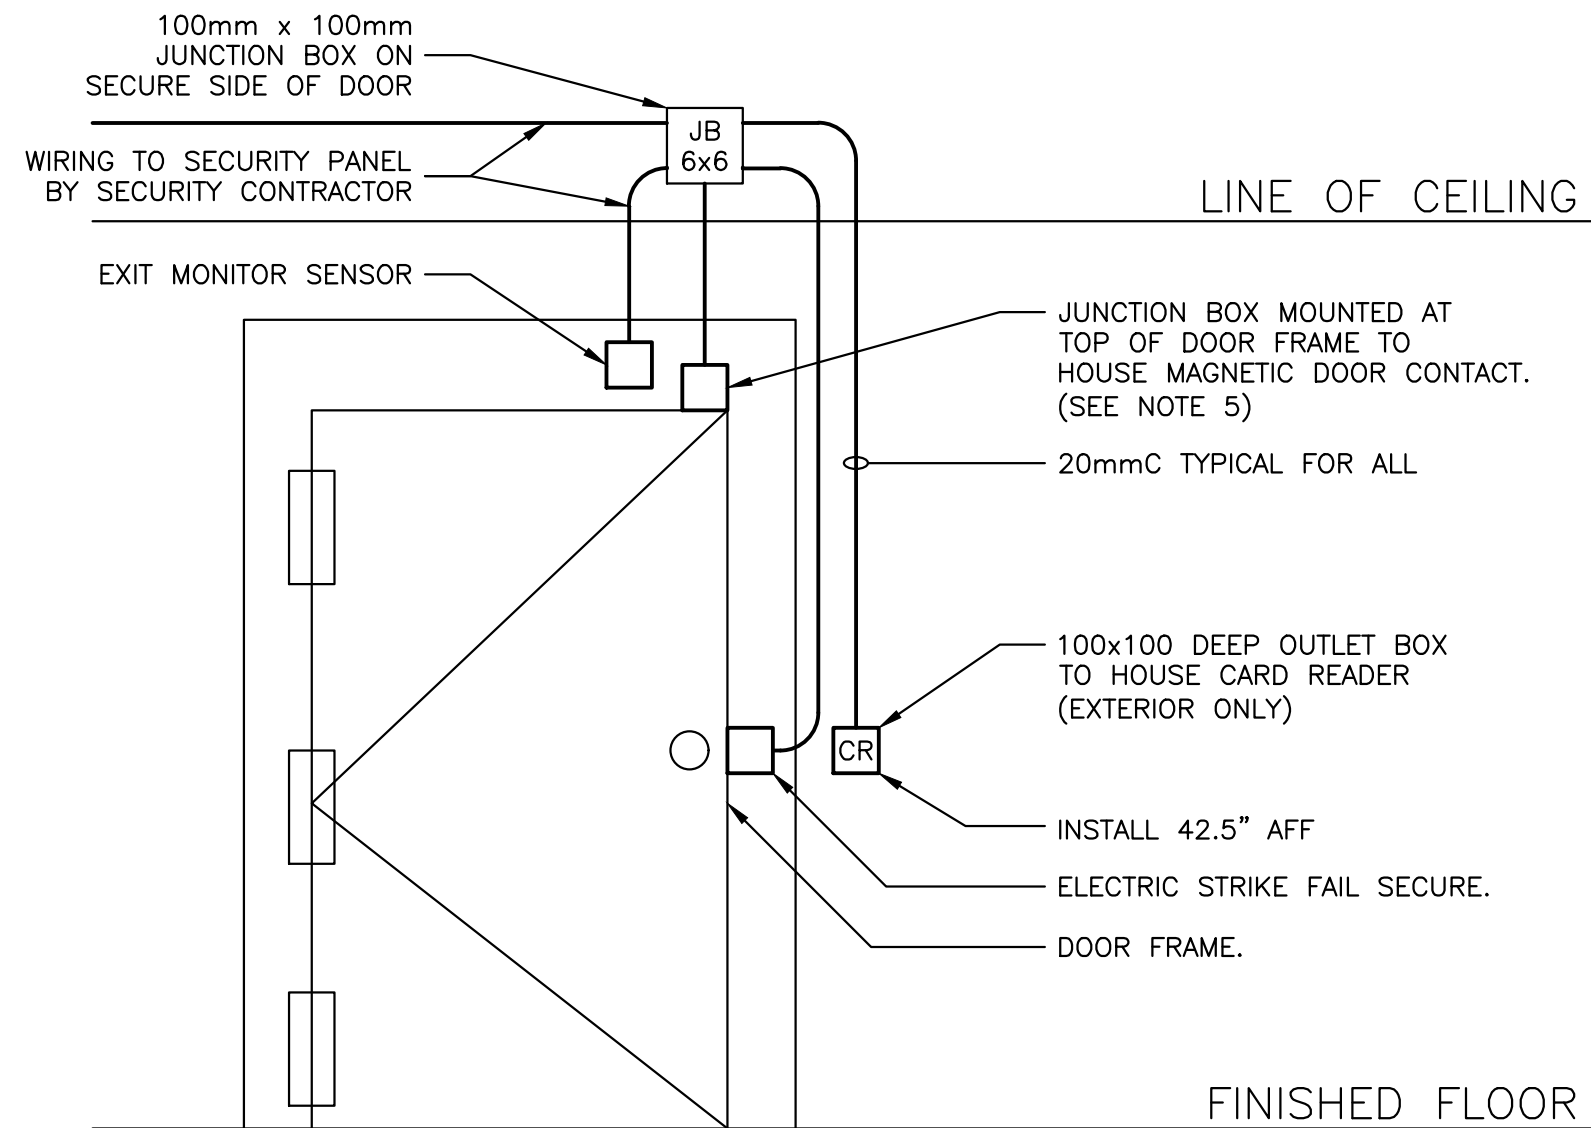 100mm x 100mm
JUNCTION BOX ON
SECURE SIDE OF DOOR
JB
6x6
WIRING TO SECURITY PANEL
BY SECURITY CONTRACTOR
LINE OF CEILING
EXIT MONITOR SENSOR
JUNCTION BOX MOUNTED AT
TOP OF DOOR FRAME TO
HOUSE MAGNETIC DOOR CONTACT.
(SEE NOTE 5)
20mmC TYPICAL FOR ALL
100x100 DEEP OUTLET BOX
TO HOUSE CARD READER
(EXTERIOR ONLY)
CR
INSTALL 42.5” AFF
ELECTRIC STRIKE FAIL SECURE.
DOOR FRAME.
FINISHED FLOOR